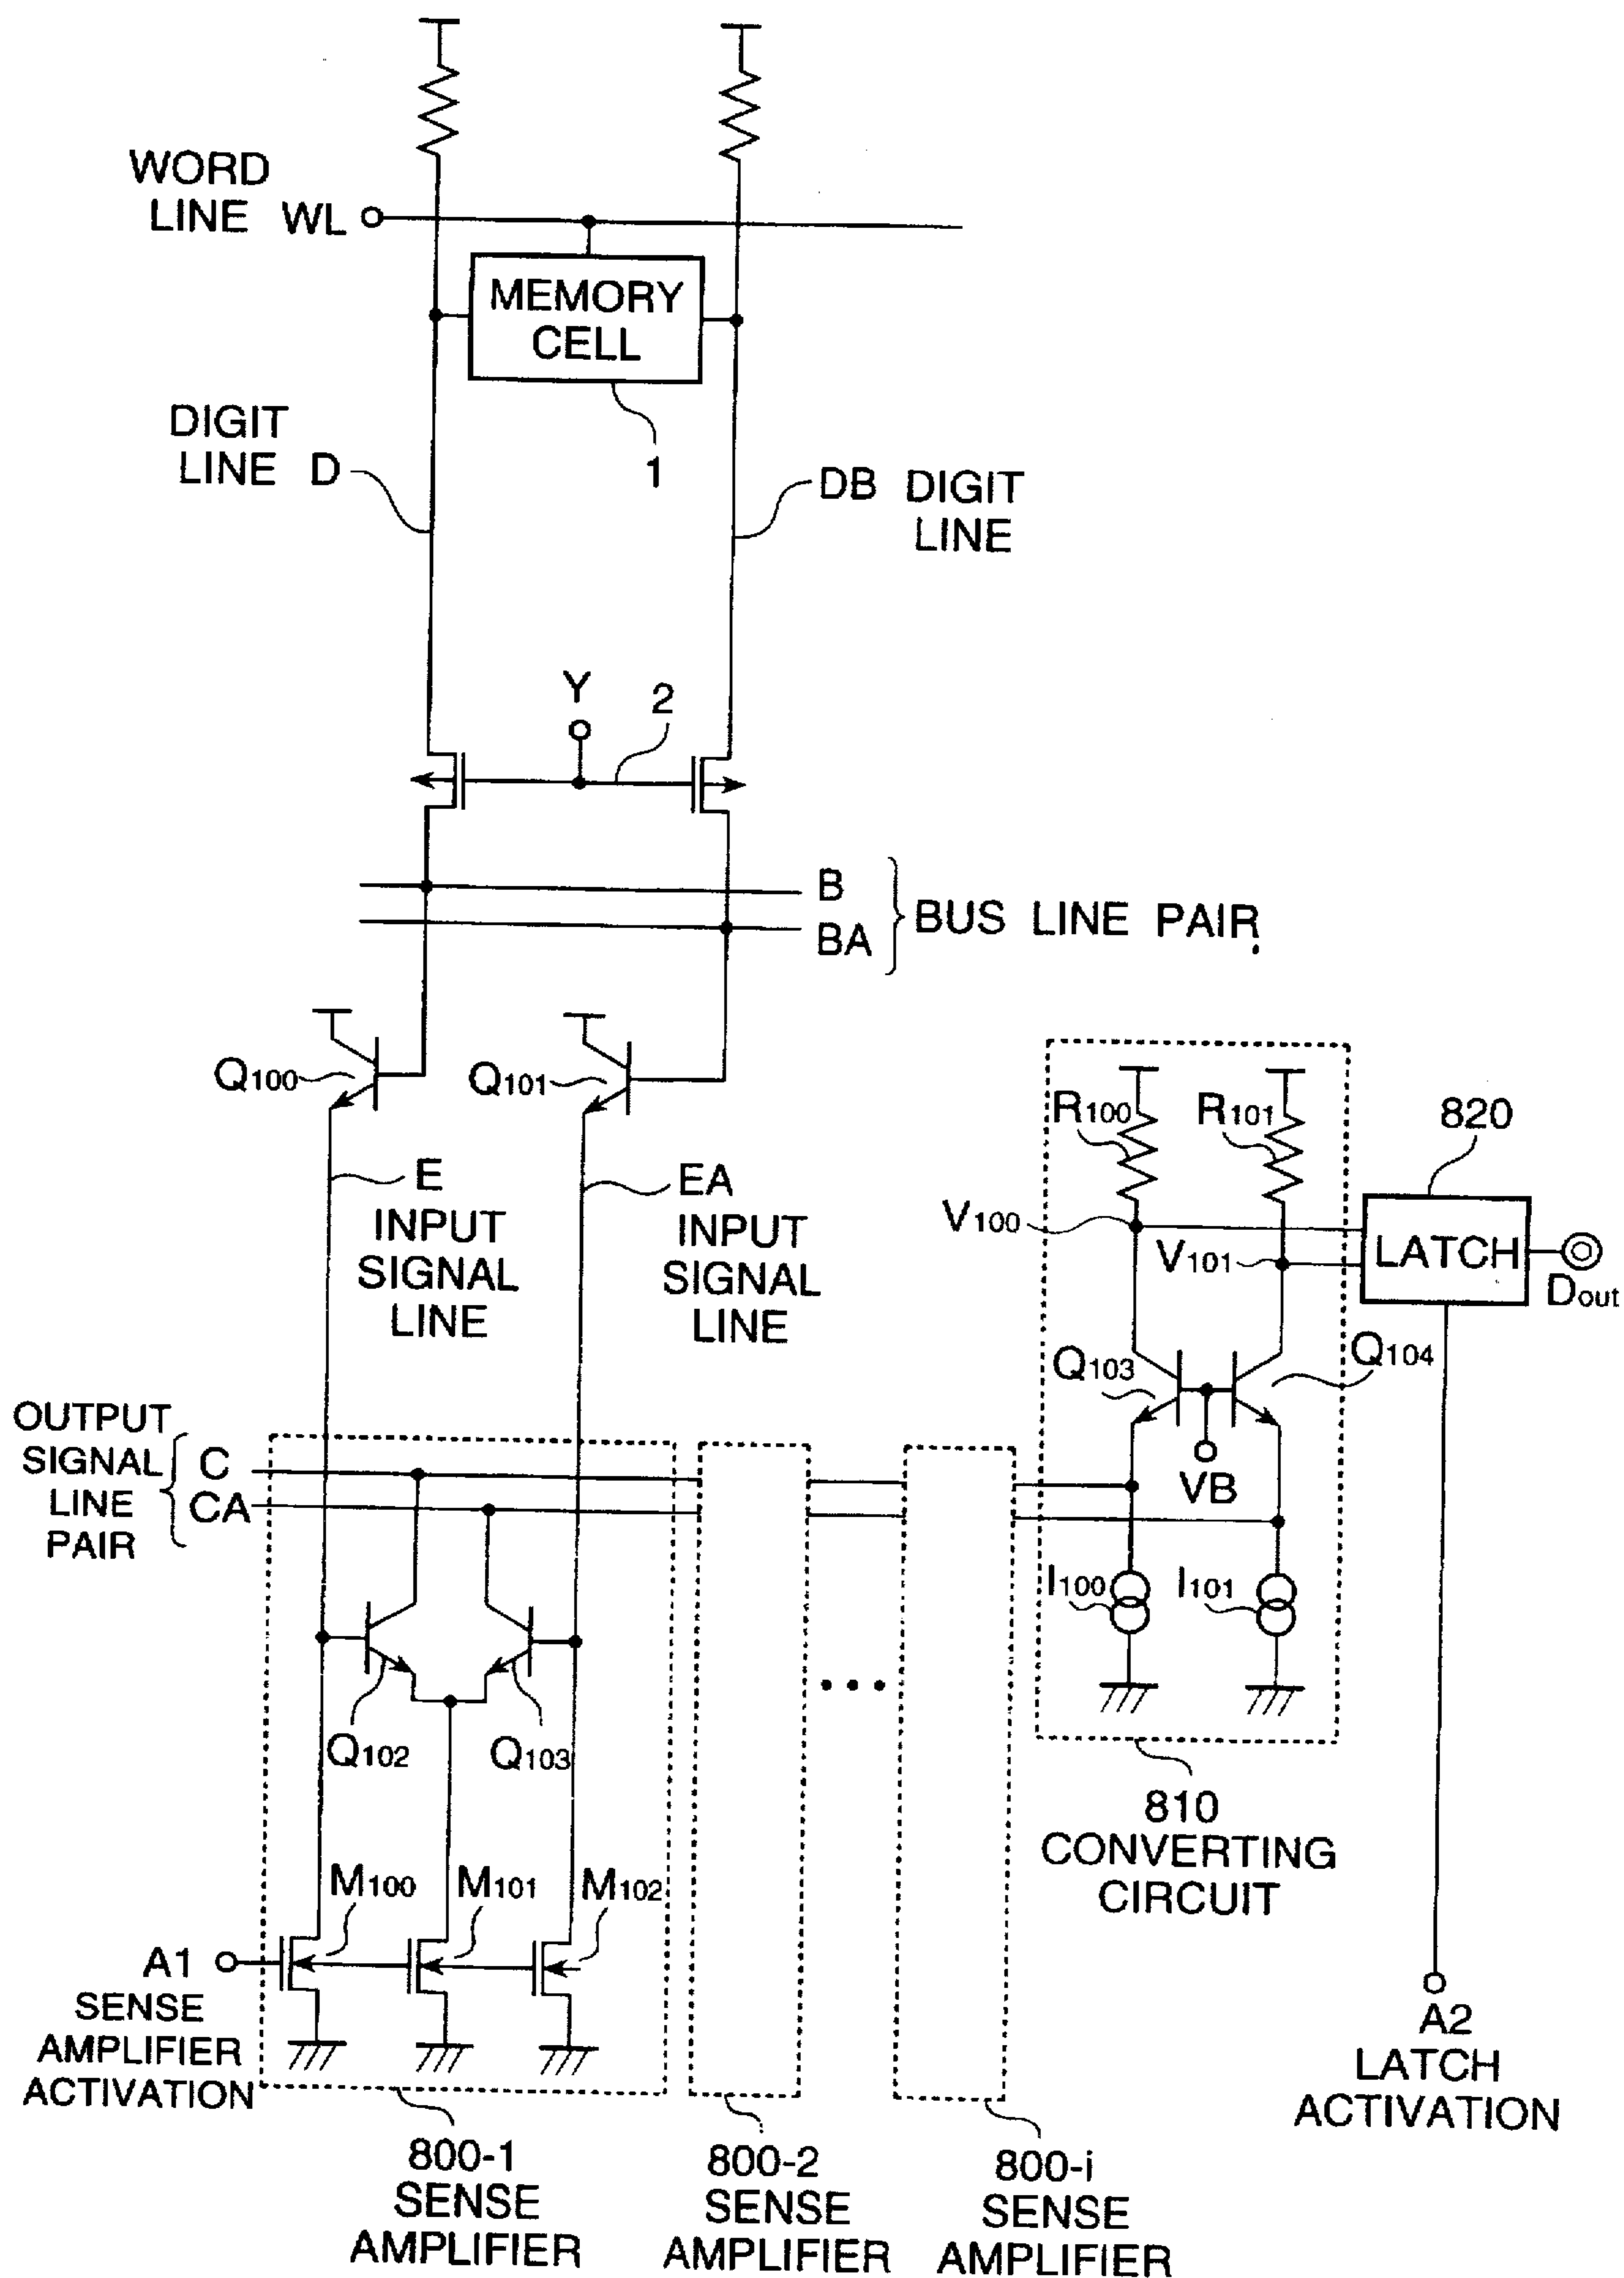 WORD
LINE WL
MEMORY
CELL
1
DIGIT
LINE D
DB DIGIT
LINE
Y
2
B
BA
BUS LINE PAIR
Q100
Q101
E
INPUT
SIGNAL
LINE
EA
INPUT
SIGNAL
LINE
R100
R101
820
V100
V101
LATCH
Dout
Q103
Q104
VB
OUTPUT
SIGNAL
LINE
PAIR
C
CA
I100
I101
Q102
Q103
810
CONVERTING
CIRCUIT
M100
M101
M102
A1
SENSE
AMPLIFIER
ACTIVATION
A2
LATCH
ACTIVATION
800-1
SENSE
AMPLIFIER
800-2
SENSE
AMPLIFIER
800-i
SENSE
AMPLIFIER